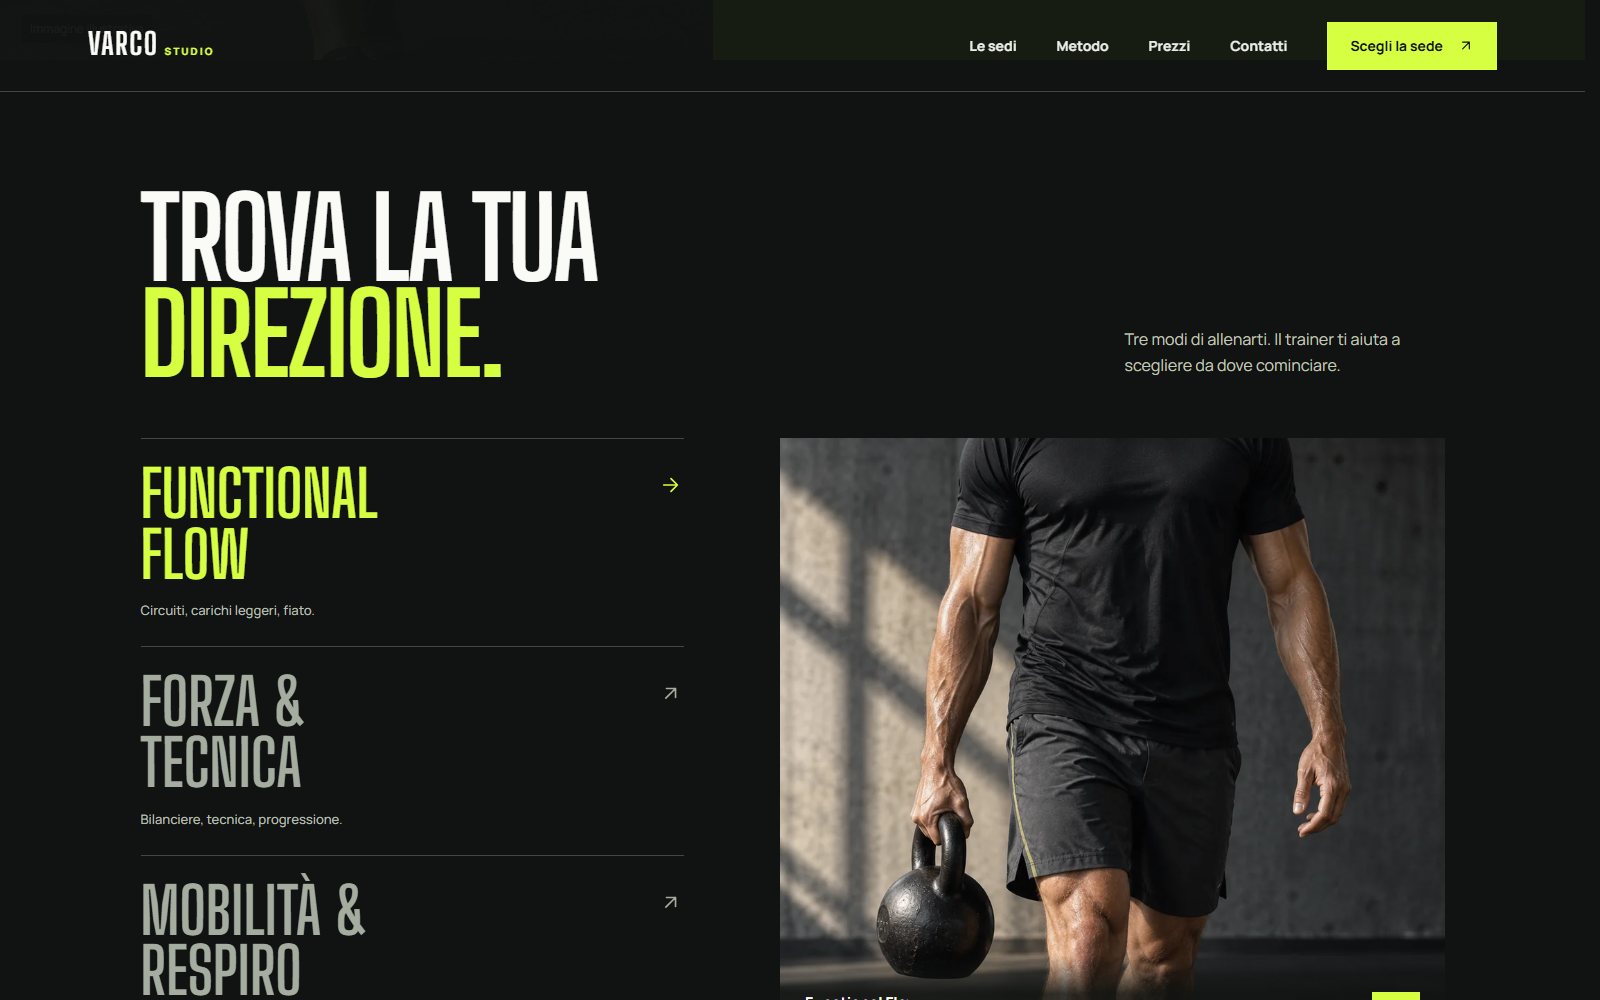 Immagine
VARCO STUDIO
Le sedi
Metodo
Prezzi
Contatti
Scegli la sede
TROVA LA TUA
DIREZIONE.
Tre modi di allenarti. Il trainer ti aiuta a
scegliere da dove cominciare.
FUNCTIONAL
FLOW
Circuiti, carichi leggeri, fiato.
FORZA &
TECNICA
Bilanciere, tecnica, progressione.
MOBILITÀ &
RESPIRO